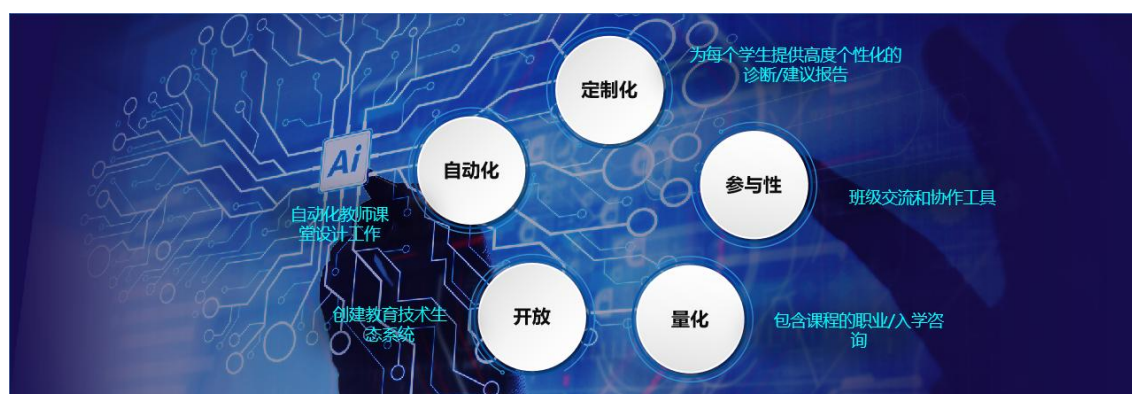 定制化
为每个学生提供高度个性化的
诊断/建议报告
自动化
Ai
自动化教师课
堂设计工作
参与性
班级交流和协作工具
开放
创建教育技术生
态系统
量化
包含课程的职业/入学咨
询